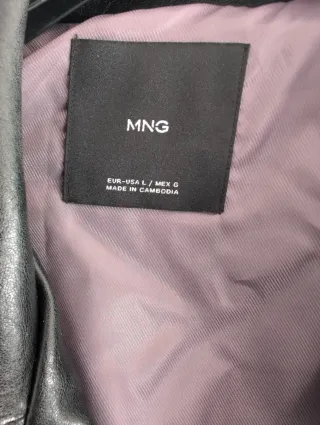 MNG
EUR-USA L / MEX G
MADE IN CAMBODIA